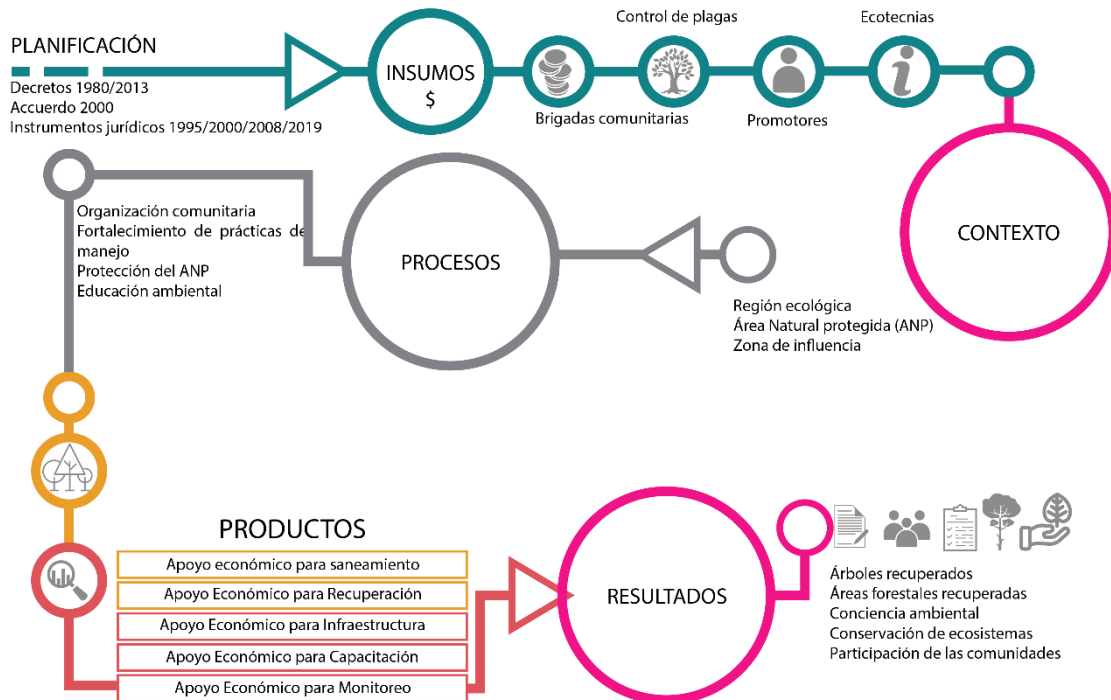 PLANIFICACIÓN
Decretos 1980/2013
Accuerdo 2000
Instrumentos jurídicos 1995/2000/2008/2019
INSUMOS
$
Control de plagas
Ecotecnias
Brigadas comunitarias
Promotores
CONTEXTO
Región ecológica
Área Natural protegida (ANP)
Zona de influencia
PROCESOS
Organización comunitaria
Fortalecimiento de prácticas de
manejo
Protección del ANP
Educación ambiental
PRODUCTOS
Apoyo económico para saneamiento
Apoyo Económico para Recuperación
Apoyo Económico para Infraestructura
Apoyo Económico para Capacitación
Apoyo Económico para Monitoreo
RESULTADOS
Árboles recuperados
Áreas forestales recuperadas
Conciencia ambiental
Conservación de ecosistemas
Participación de las comunidades